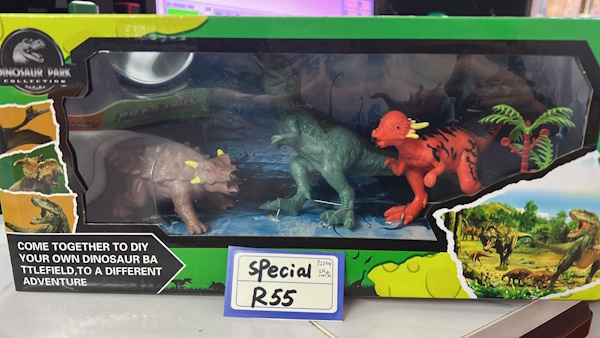 DINOSAUR PARK
COLLECTION
COME TOGETHER TO DIY
YOUR OWN DINOSAUR BA
TTLEFIELD,TO A DIFFERENT
ADVENTURE
special
R55